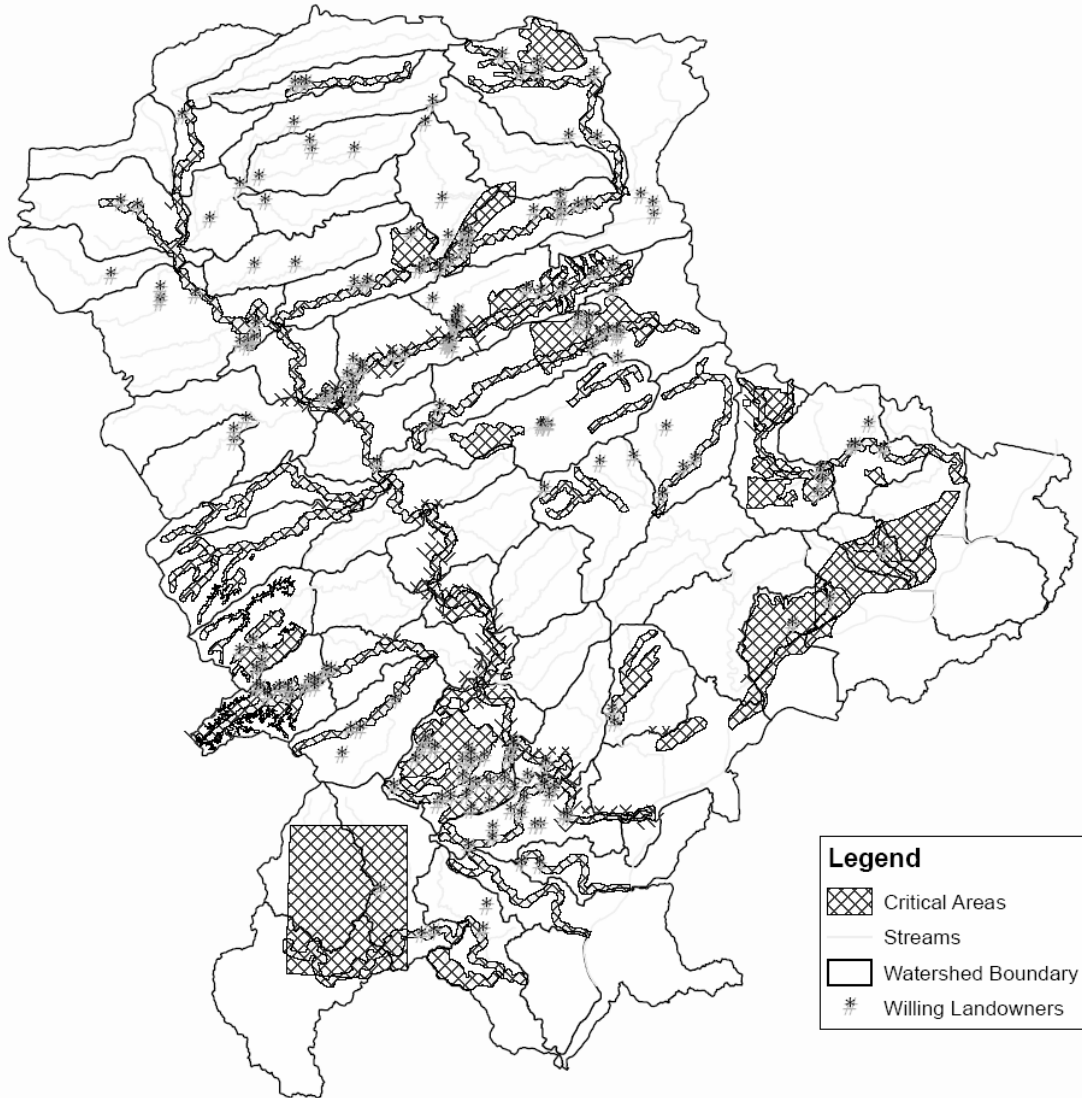 Legend
Critical Areas
Streams
Watershed Boundary
Willing Landowners